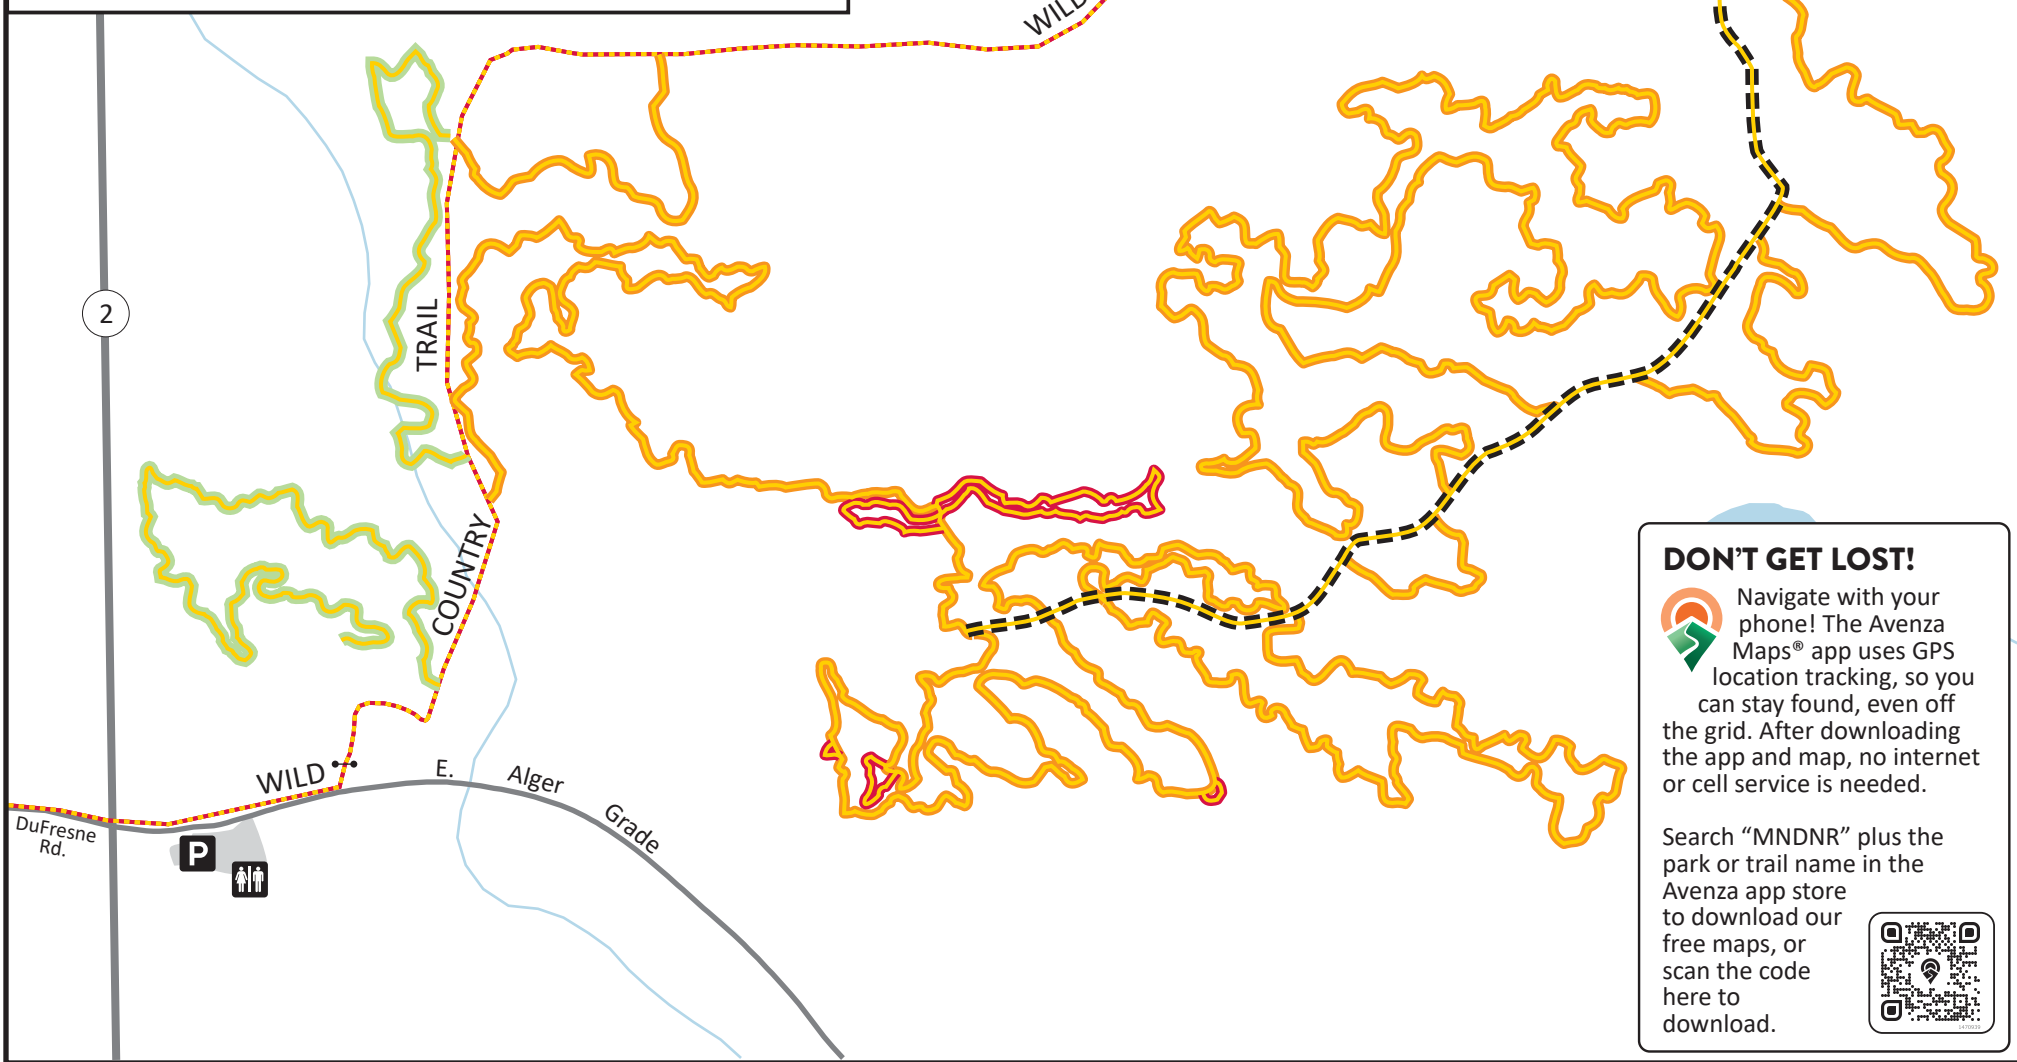 WILD
TRAIL
2
COUNTRY
WILD
E. Alger Grade
DuFresne
Rd.
P
DON'T GET LOST!
Navigate with your
phone! The Avenza
Maps® app uses GPS
location tracking, so you
can stay found, even off
the grid. After downloading
the app and map, no internet
or cell service is needed.
Search “MNDNR” plus the
park or trail name in the
Avenza app store
to download our
free maps, or
scan the code
here to
download.